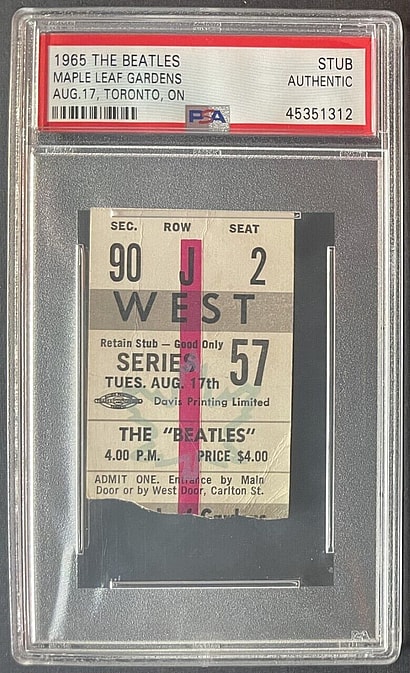 1965 THE BEATLES STUB
MAPLE LEAF GARDENS AUTHENTIC
AUG.17, TORONTO, ON
PSA 45351312
SEC. ROW SEAT
90 J 2
WEST
Retain Stub — Good Only
SERIES 57
TUES. AUG. 17th
Davis Printing Limited
THE "BEATLES"
4.00 P.M. PRICE $4.00
ADMIT ONE. Entrance by Main
Door or by West Door, Carlton St.